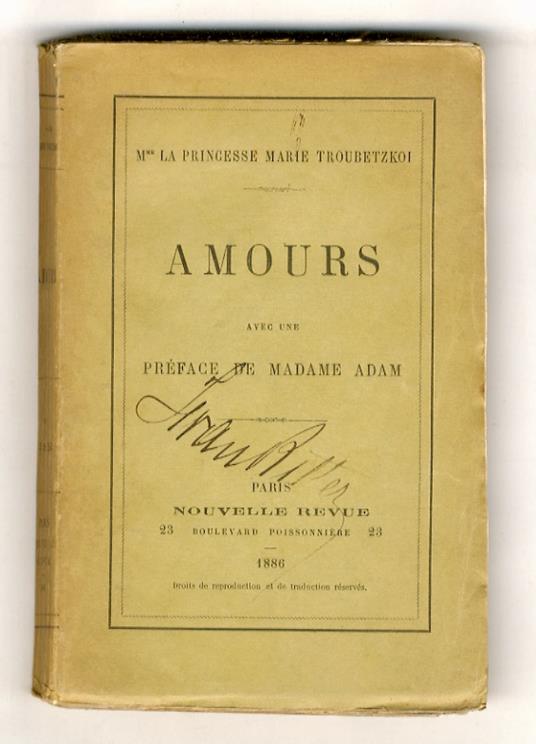 Mme LA PRINCESSE MARIE TROUBETZKOI
AMOURS
AVEC UNE
PRÉFACE DE MADAME ADAM
PARIS
NOUVELLE REVUE
23 BOULEVARD POISSONNIÈRE 23
1886
Droits de reproduction et de traduction réservés.